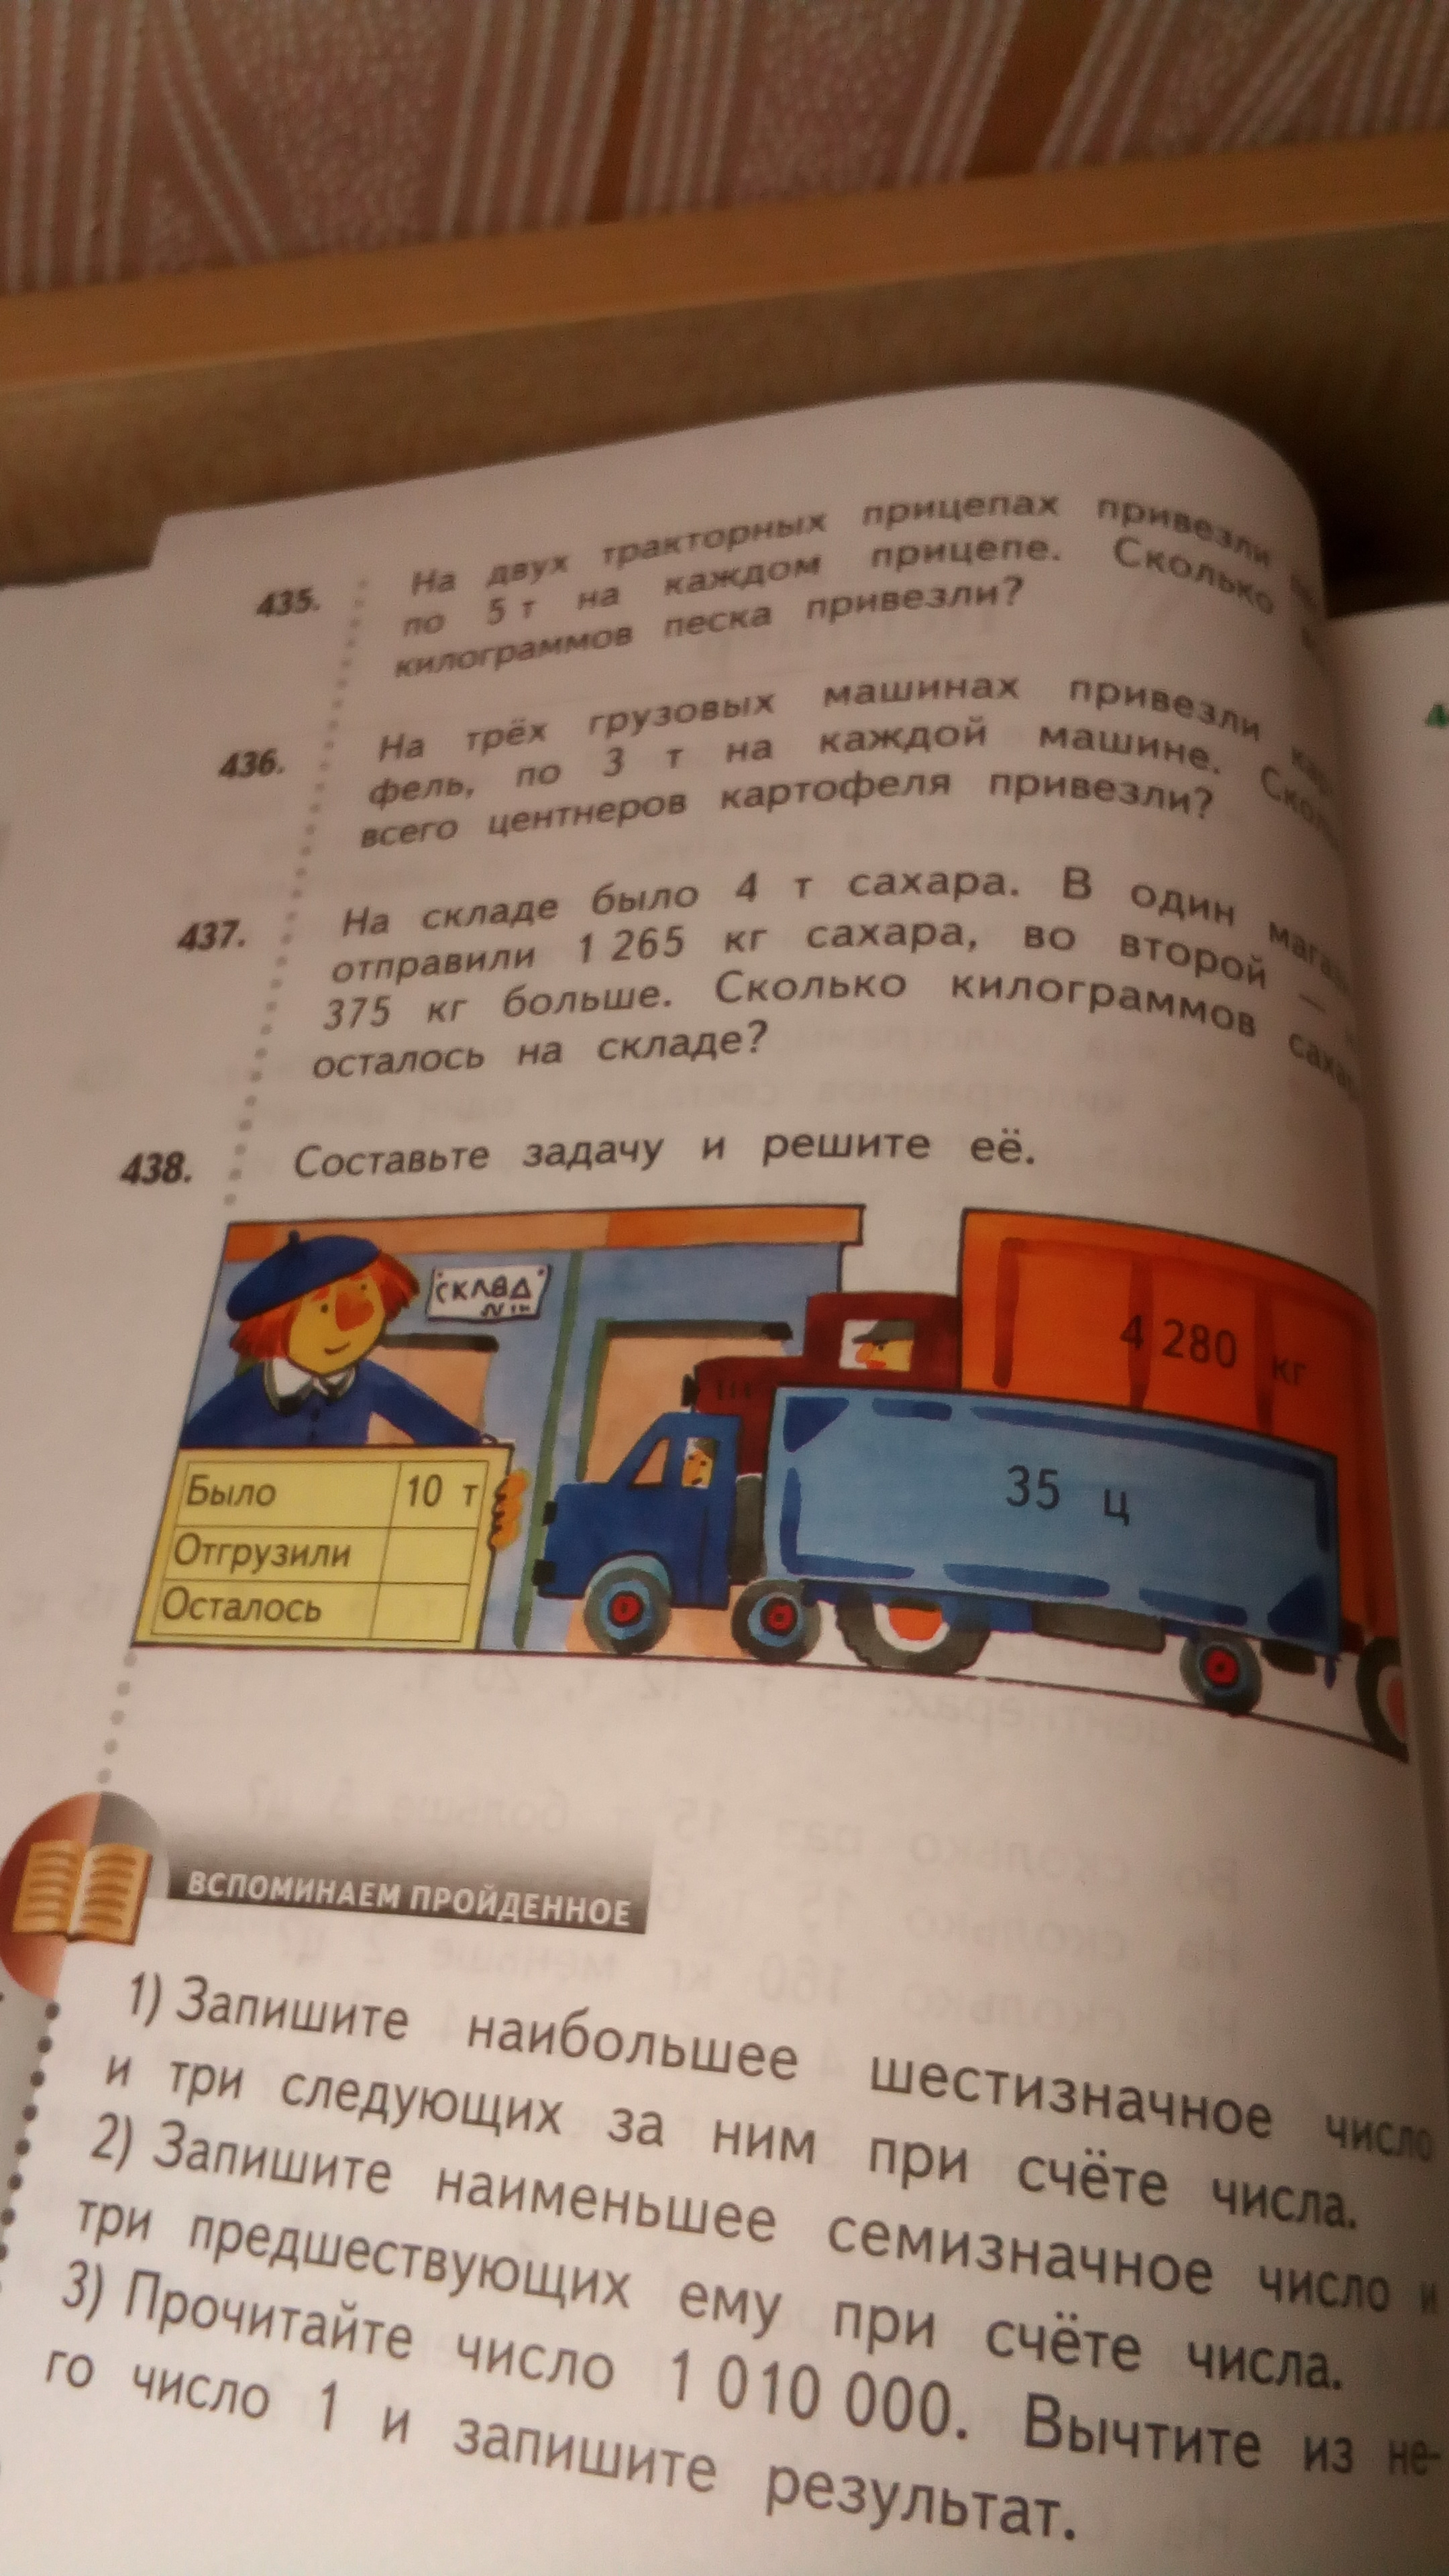 435. На двух тракторных прицепах привезли
по 5 т на каждом прицепе. Сколько
килограммов песка привезли?
436. На трёх грузовых машинах привезли
фель, по 3 т на каждой машине.
всего центнеров картофеля привезли?
437. На складе было 4 т сахара. В один
отправили 1 265 кг сахара, во второй —
375 кг больше. Сколько килограммов
осталось на складе?
438. Составьте задачу и решите её.
СКЛАД
4 280 кг
35 ц
Было 10 т
Отгрузили
Осталось
ВСПОМИНАЕМ ПРОЙДЕННОЕ
1) Запишите наибольшее шестизначное число
и три следующих за ним при счёте числа.
2) Запишите наименьшее семизначное число и
три предшествующих ему при счёте числа.
3) Прочитайте число 1 010 000. Вычтите из не-
го число 1 и запишите результат.